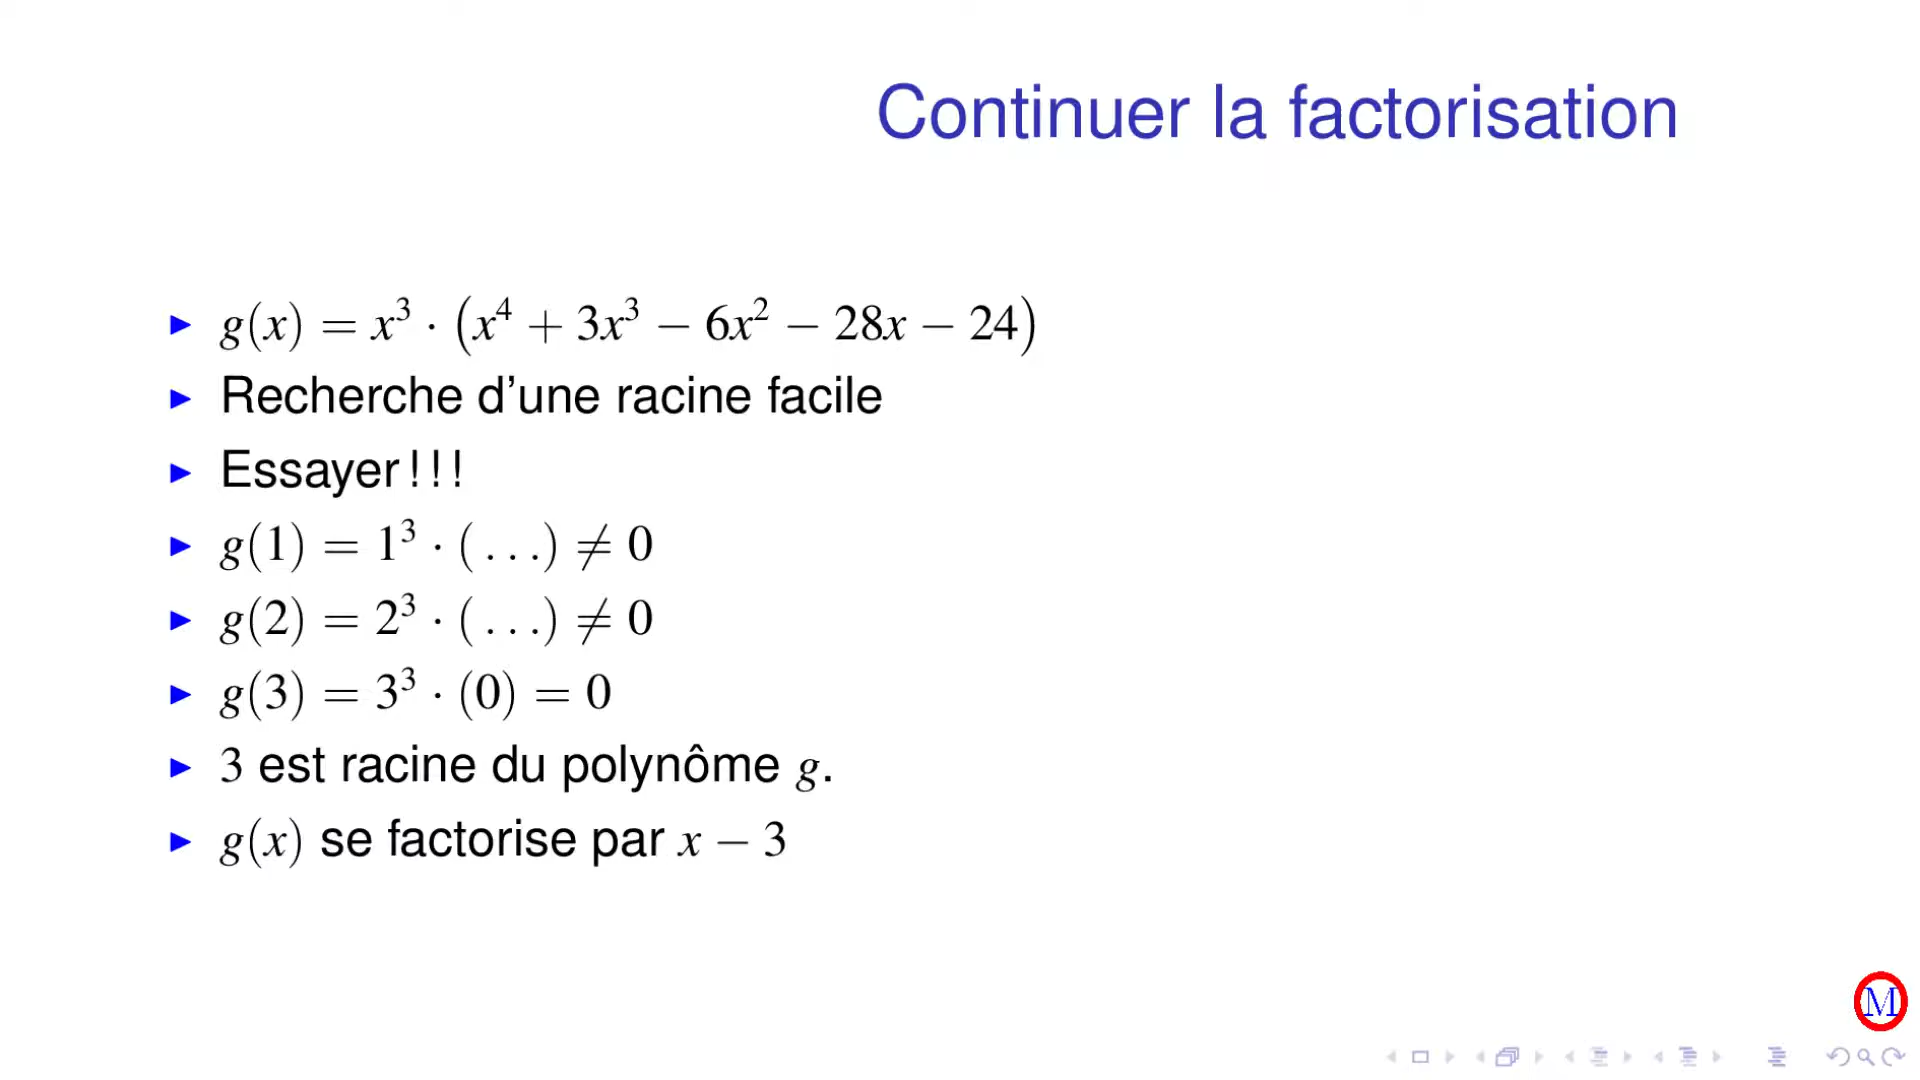 Continuer la factorisation
g(x) = x³ · (x⁴ + 3x³ − 6x² − 28x − 24)
Recherche d'une racine facile
Essayer ! ! !
g(1) = 1³ · ( . . .) ≠ 0
g(2) = 2³ · ( . . .) ≠ 0
g(3) = 3³ · (0) = 0
3 est racine du polynôme g.
g(x) se factorise par x − 3
M